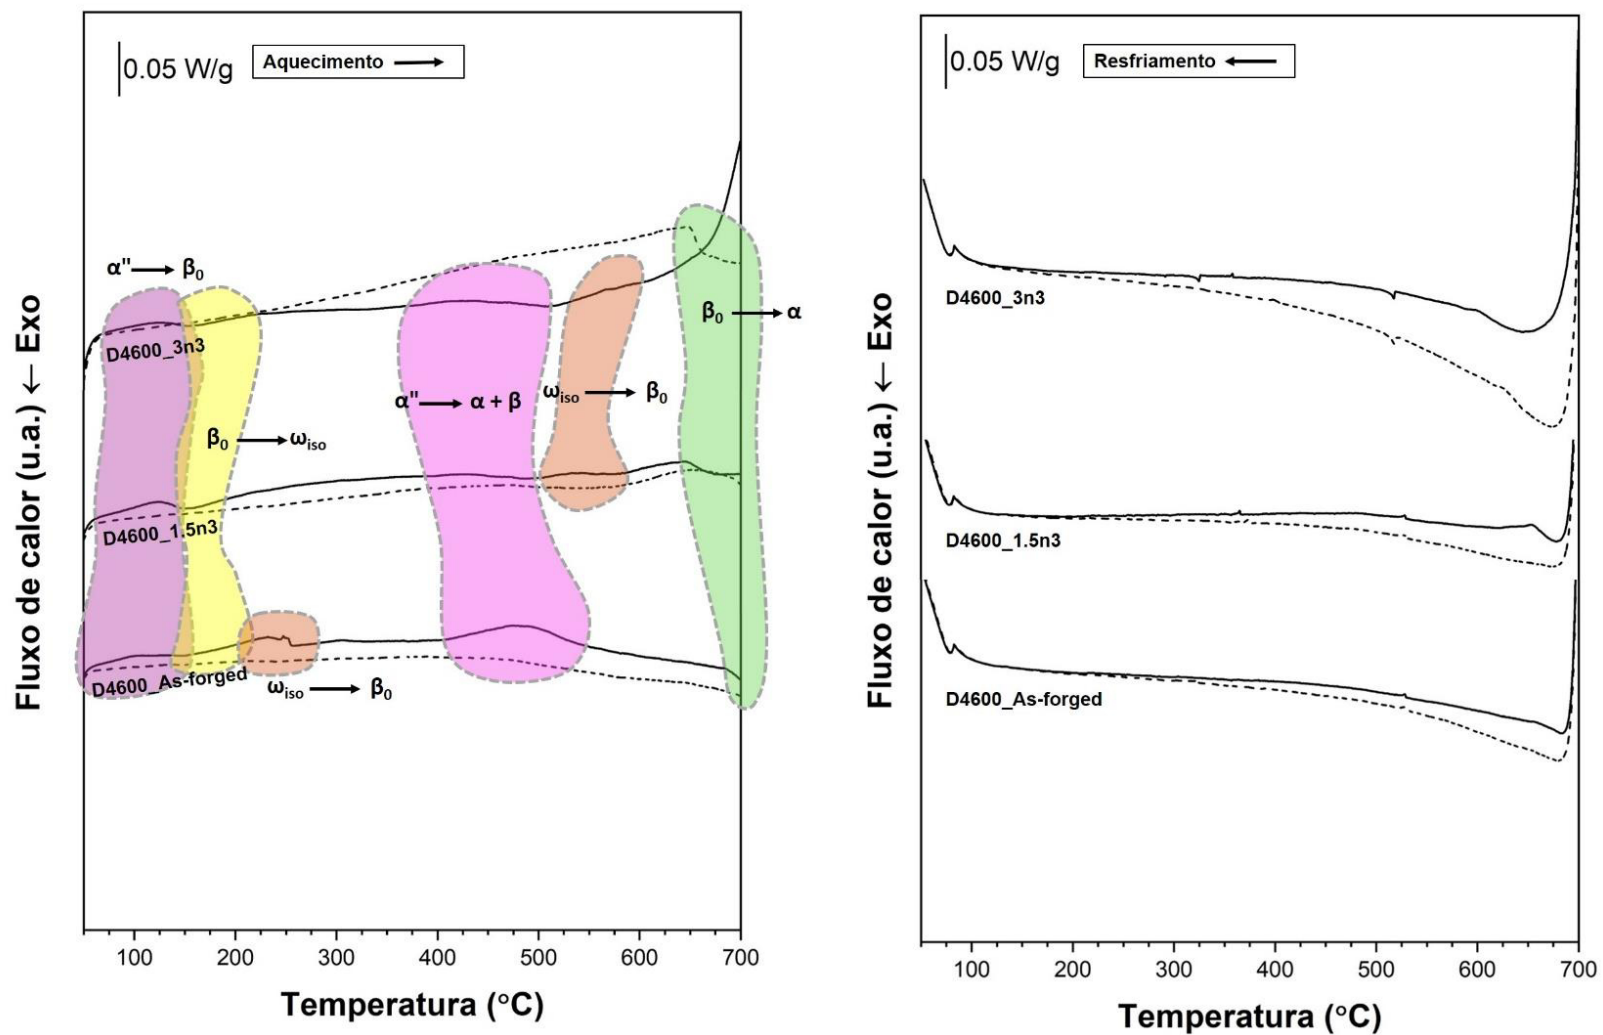 0.05 W/g
Aquecimento →
α" → β₀
D4600_3n3
β₀ → α
α" → α + β
ω_iso → β₀
β₀ → ω_iso
D4600_1.5n3
D4600_As-forged
ω_iso → β₀
Fluxo de calor (u.a.) ← Exo
100 200 300 400 500 600 700
Temperatura (°C)
0.05 W/g
Resfriamento ←
D4600_3n3
D4600_1.5n3
D4600_As-forged
Fluxo de calor (u.a.) ← Exo
100 200 300 400 500 600 700
Temperatura (°C)